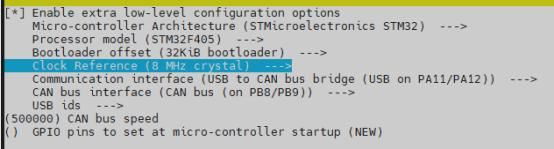 [*] Enable extra low-level configuration options
Micro-controller Architecture (STMicroelectronics STM32)  --->
Processor model (STM32F405)  --->
Bootloader offset (32KiB bootloader)  --->
Clock Reference (8 MHz crystal)  --->
Communication interface (USB to CAN bus bridge (USB on PA11/PA12))  --->
CAN bus interface (CAN bus (on PB8/PB9))  --->
USB ids  --->
(500000) CAN bus speed
()  GPIO pins to set at micro-controller startup (NEW)